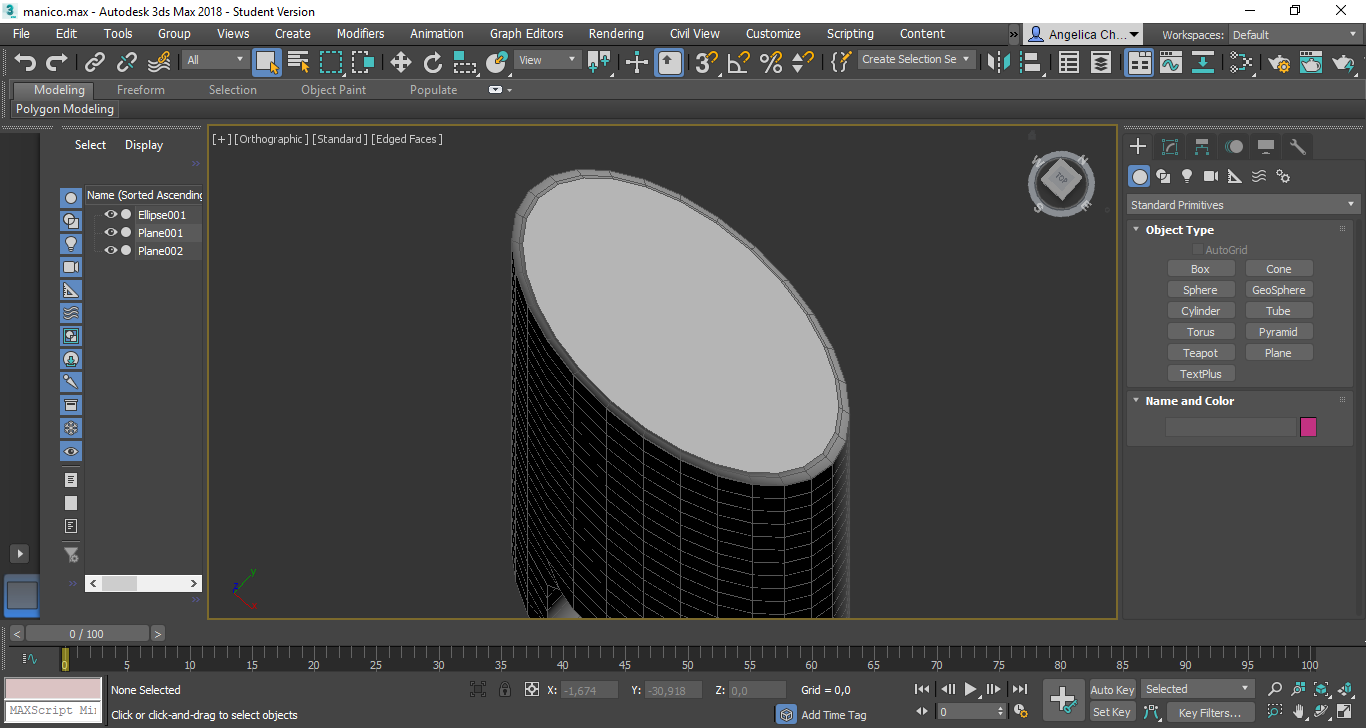 manico.max - Autodesk 3ds Max 2018 - Student Version
File Edit Tools Group Views Create Modifiers Animation Graph Editors Rendering Civil View Customize Scripting Content » Angelica Ch... Workspaces: Default
All View 3 Create Selection Se
Modeling Freeform Selection Object Paint Populate
Polygon Modeling
Select Display
Name (Sorted Ascending
Ellipse001
Plane001
Plane002
[+] [Orthographic] [Standard] [Edged Faces]
TOP
N
W
S
E
z y x
Standard Primitives
Object Type
AutoGrid
Box Cone
Sphere GeoSphere
Cylinder Tube
Torus Pyramid
Teapot Plane
TextPlus
Name and Color
< 0 / 100 >
0 5 10 15 20 25 30 35 40 45 50 55 60 65 70 75 80 85 90 95 100
None Selected X: -1,674 Y: -30,918 Z: 0,0 Grid = 0,0
MAXScript Mi
Click or click-and-drag to select objects
Add Time Tag
0
Auto Key Selected
Set Key Key Filters...